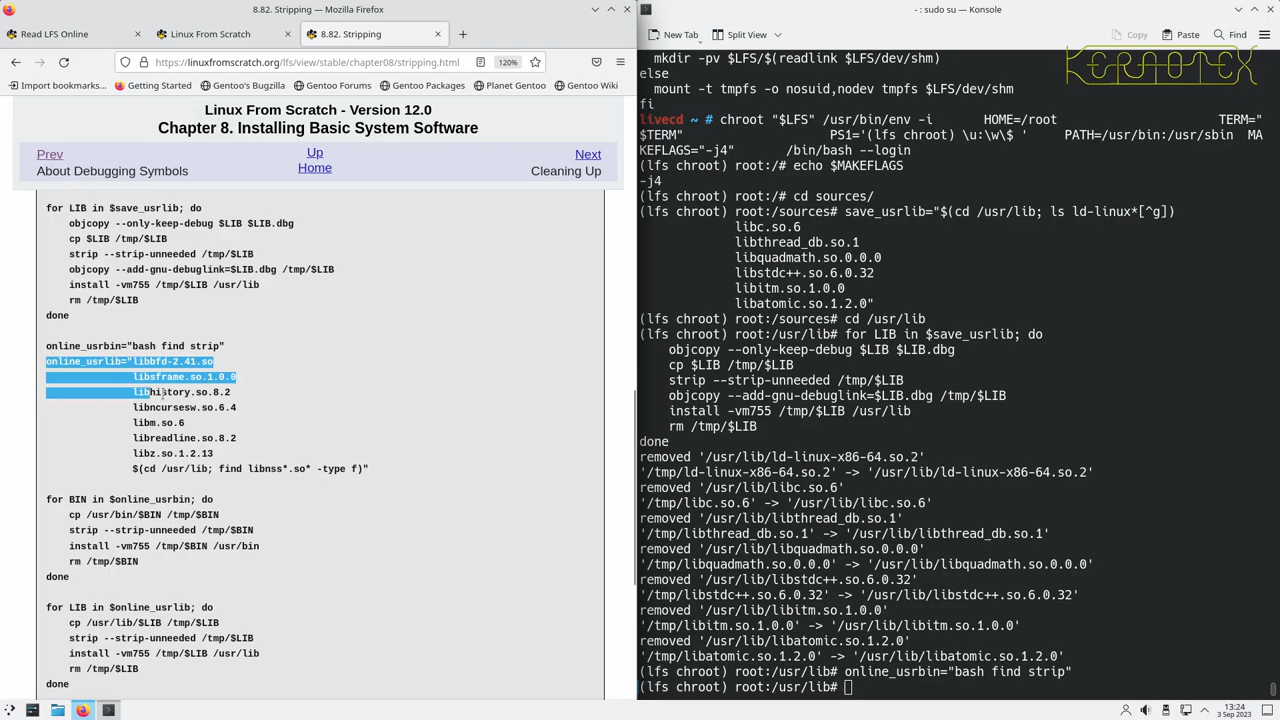 8.82. Stripping — Mozilla Firefox
Read LFS Online
Linux From Scratch
8.82. Stripping
https://linuxfromscratch.org/lfs/view/stable/chapter08/stripping.html
120%
Import bookmarks...
Getting Started
Gentoo's Bugzilla
Gentoo Forums
Gentoo Packages
Planet Gentoo
Gentoo Wiki
Linux From Scratch - Version 12.0
Chapter 8. Installing Basic System Software
Prev
Up
Next
About Debugging Symbols
Home
Cleaning Up
for LIB in $save_usrlib; do
objcopy --only-keep-debug $LIB $LIB.dbg
cp $LIB /tmp/$LIB
strip --strip-unneeded /tmp/$LIB
objcopy --add-gnu-debuglink=$LIB.dbg /tmp/$LIB
install -vm755 /tmp/$LIB /usr/lib
rm /tmp/$LIB
done
online_usrbin="bash find strip"
online_usrlib="libbfd-2.41.so
libsframe.so.1.0.0
libhistory.so.8.2
libncursesw.so.6.4
libm.so.6
libreadline.so.8.2
libz.so.1.2.13
$(cd /usr/lib; find libnss*.so* -type f)"
for BIN in $online_usrbin; do
cp /usr/bin/$BIN /tmp/$BIN
strip --strip-unneeded /tmp/$BIN
install -vm755 /tmp/$BIN /usr/bin
rm /tmp/$BIN
done
for LIB in $online_usrlib; do
cp /usr/lib/$LIB /tmp/$LIB
strip --strip-unneeded /tmp/$LIB
install -vm755 /tmp/$LIB /usr/lib
rm /tmp/$LIB
done
- : sudo su — Konsole
New Tab
Split View
Copy
Paste
Find
KERNOTEX
mkdir -pv $LFS/$(readlink $LFS/dev/shm)
else
mount -t tmpfs -o nosuid,nodev tmpfs $LFS/dev/shm
fi
livecd ~ # chroot "$LFS" /usr/bin/env -i HOME=/root TERM="
$TERM" PS1='(lfs chroot) \u:\w\$ ' PATH=/usr/bin:/usr/sbin MA
KEFLAGS="-j4" /bin/bash --login
(lfs chroot) root:/# echo $MAKEFLAGS
-j4
(lfs chroot) root:/# cd sources/
(lfs chroot) root:/sources# save_usrlib="$(cd /usr/lib; ls ld-linux*[^g])
libc.so.6
libthread_db.so.1
libquadmath.so.0.0.0
libstdc++.so.6.0.32
libitm.so.1.0.0
libatomic.so.1.2.0"
(lfs chroot) root:/sources# cd /usr/lib
(lfs chroot) root:/usr/lib# for LIB in $save_usrlib; do
objcopy --only-keep-debug $LIB $LIB.dbg
cp $LIB /tmp/$LIB
strip --strip-unneeded /tmp/$LIB
objcopy --add-gnu-debuglink=$LIB.dbg /tmp/$LIB
install -vm755 /tmp/$LIB /usr/lib
rm /tmp/$LIB
done
removed '/usr/lib/ld-linux-x86-64.so.2'
'/tmp/ld-linux-x86-64.so.2' -> '/usr/lib/ld-linux-x86-64.so.2'
removed '/usr/lib/libc.so.6'
'/tmp/libc.so.6' -> '/usr/lib/libc.so.6'
removed '/usr/lib/libthread_db.so.1'
'/tmp/libthread_db.so.1' -> '/usr/lib/libthread_db.so.1'
removed '/usr/lib/libquadmath.so.0.0.0'
'/tmp/libquadmath.so.0.0.0' -> '/usr/lib/libquadmath.so.0.0.0'
removed '/usr/lib/libstdc++.so.6.0.32'
'/tmp/libstdc++.so.6.0.32' -> '/usr/lib/libstdc++.so.6.0.32'
removed '/usr/lib/libitm.so.1.0.0'
'/tmp/libitm.so.1.0.0' -> '/usr/lib/libitm.so.1.0.0'
removed '/usr/lib/libatomic.so.1.2.0'
'/tmp/libatomic.so.1.2.0' -> '/usr/lib/libatomic.so.1.2.0'
(lfs chroot) root:/usr/lib# online_usrbin="bash find strip"
(lfs chroot) root:/usr/lib#
13:24
3 Sep 2023